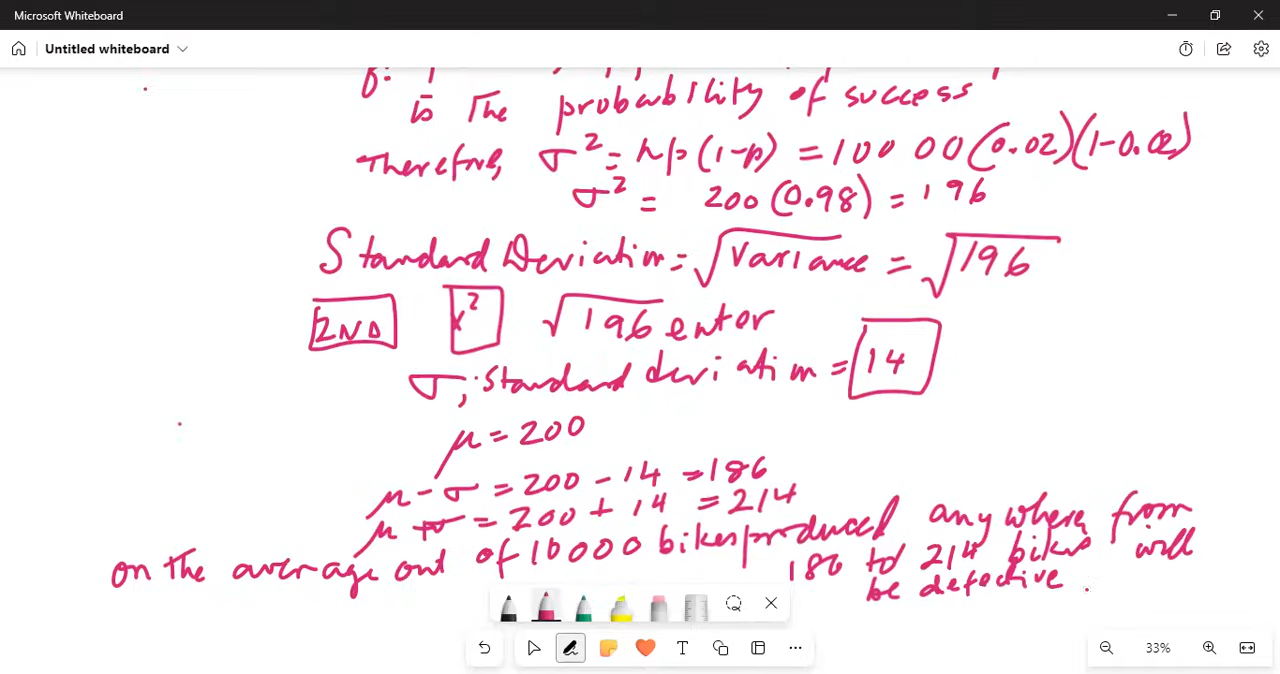 Microsoft Whiteboard
Untitled whiteboard
is The probability of success
Therefore, σ² = np(1-p) = 10000(0.02)(1-0.02)
σ² = 200(0.98) = 196
Standard Deviation = √Variance = √196
2ND x² √196 enter
σ; standard deviation = 14
μ = 200
μ - σ = 200 - 14 = 186
μ + σ = 200 + 14 = 214
on the average out of 10000 bikes produced anywhere from
186 to 214 bikes will
be defective
33%